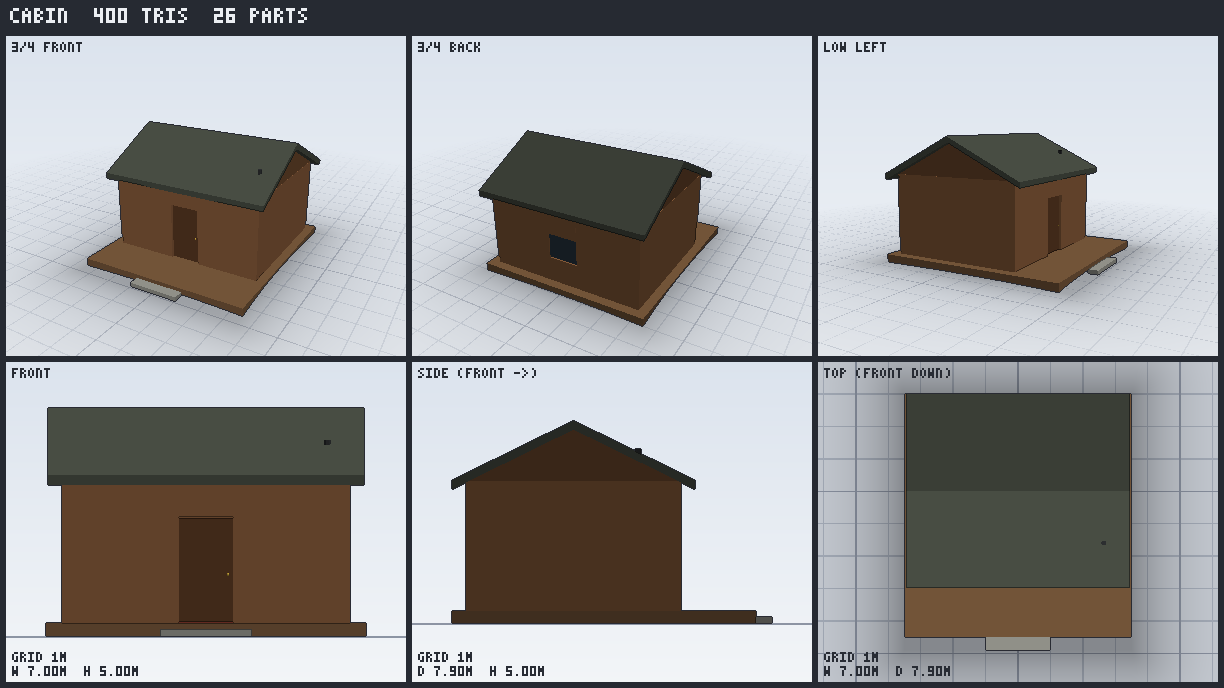 CABIN  400 TRIS  26 PARTS
3/4 FRONT
3/4 BACK
LOW LEFT
FRONT
GRID 1M
W 7.00M  H 5.00M
SIDE (FRONT ->)
GRID 1M
D 7.90M  H 5.00M
TOP (FRONT DOWN)
GRID 1M
W 7.00M  D 7.90M